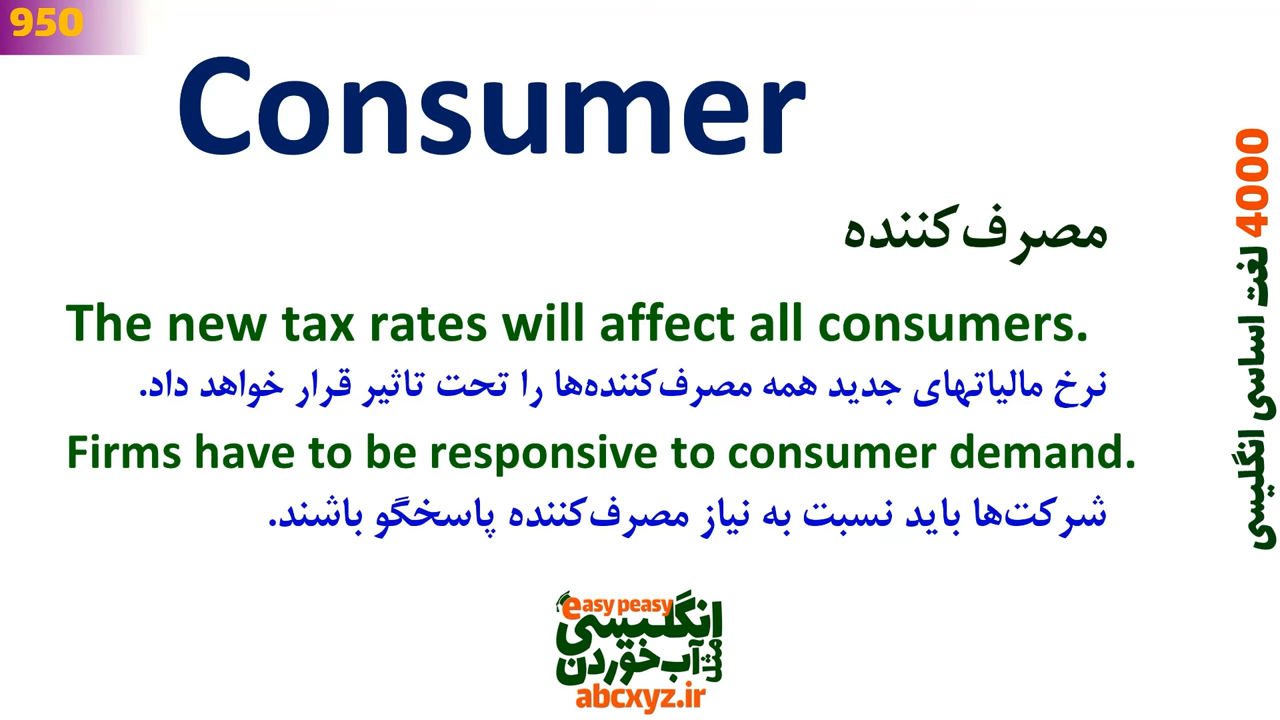 950
Consumer
مصرف‌کننده
The new tax rates will affect all consumers.
نرخ مالیاتهای جدید همه مصرف‌کننده‌ها را تحت تاثیر قرار خواهد داد.
Firms have to be responsive to consumer demand.
شرکت‌ها باید نسبت به نیاز مصرف‌کننده پاسخگو باشند.
4000 لغت اساسی انگلیسی
easy peasy
انگلیسی
مثل آب خوردن
abcxyz.ir